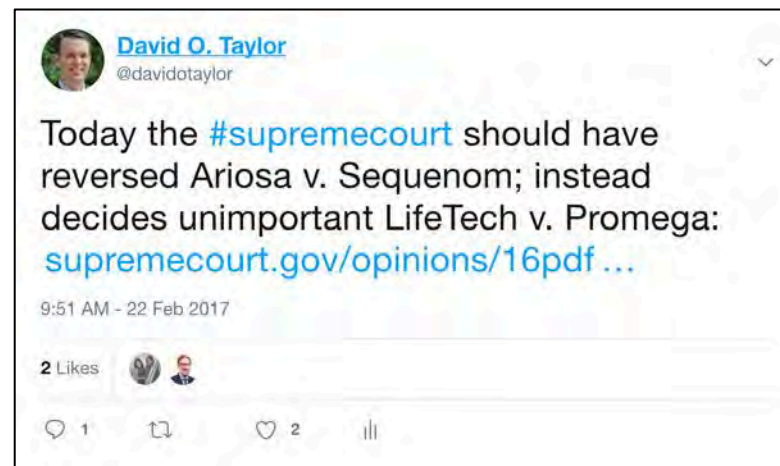 David O. Taylor
@davidotaylor
Today the #supremecourt should have
reversed Ariosa v. Sequenom; instead
decides unimportant LifeTech v. Promega:
supremecourt.gov/opinions/16pdf ...
9:51 AM - 22 Feb 2017
2 Likes
1 2